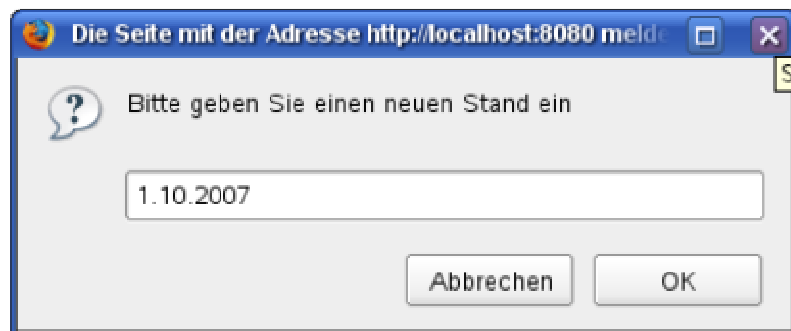 Die Seite mit der Adresse http://localhost:8080 melde
Bitte geben Sie einen neuen Stand ein
1.10.2007
Abbrechen
OK